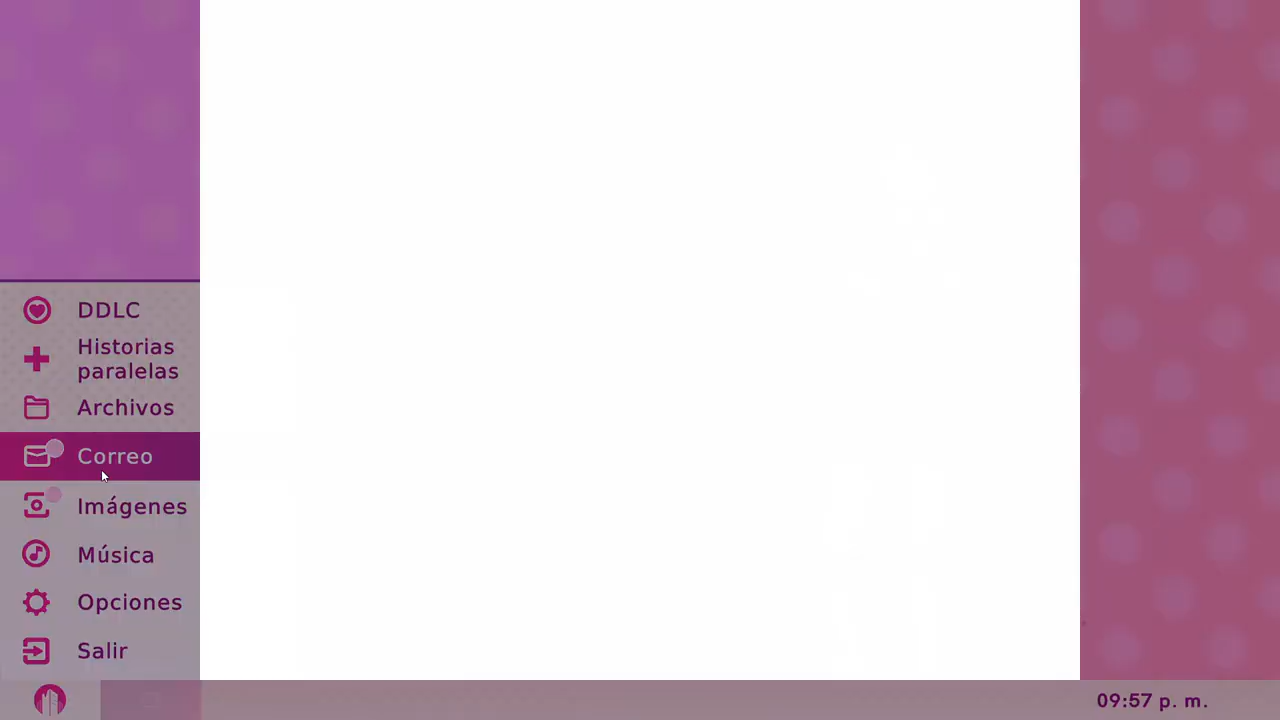 DDLC
Historias
paralelas
Archivos
Correo
Imágenes
Música
Opciones
Salir
09:57 p. m.